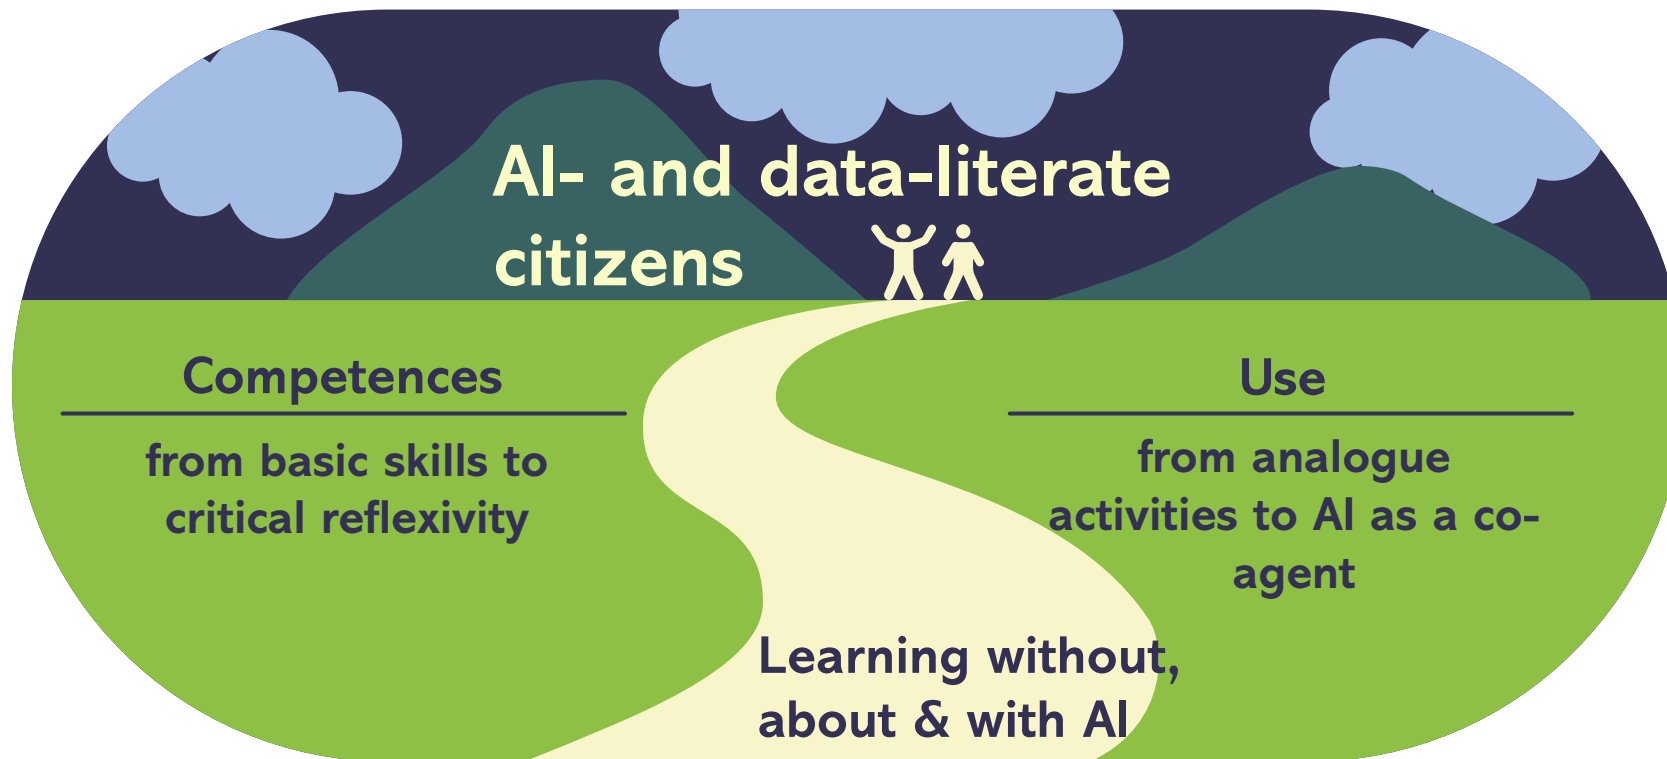 AI- and data-literate
citizens
Competences
from basic skills to
critical reflexivity
Use
from analogue
activities to AI as a co-
agent
Learning without,
about & with AI